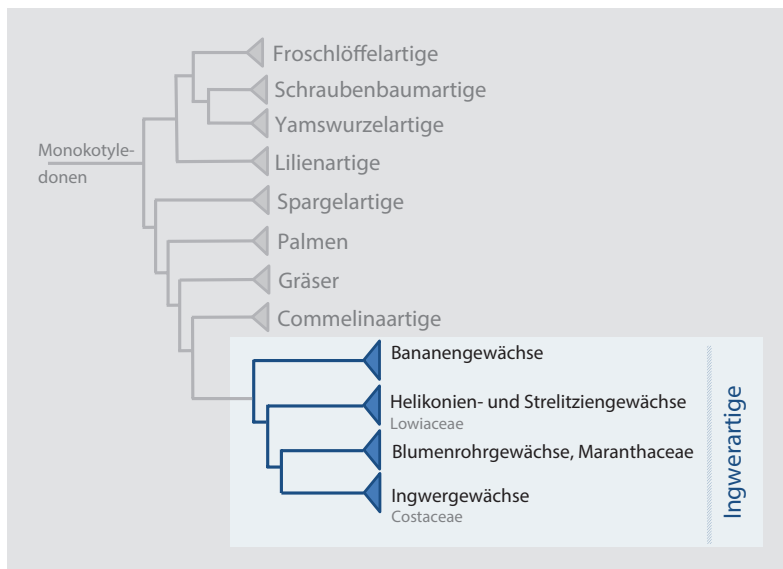 Froschlöffelartige
Schraubenbaumartige
Yamswurzelartige
Monokotyle-
donen
Lilienartige
Spargelartige
Palmen
Gräser
Commelinaartige
Bananengewächse
Helikonien- und Strelitziengewächse
Lowiaceae
Blumenrohrgewächse, Maranthaceae
Ingwergewächse
Costaceae
Ingwerartige